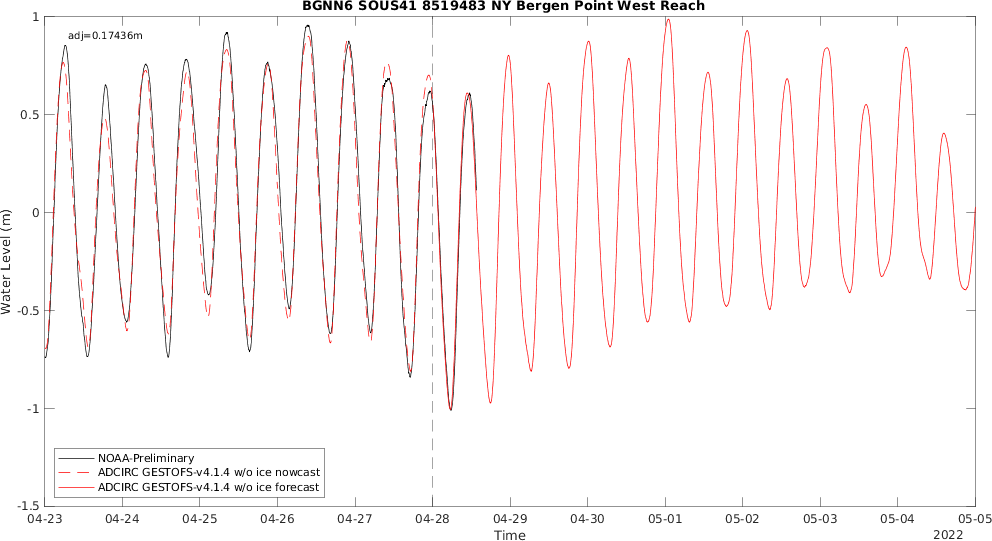 BGNN6 SOUS41 8519483 NY Bergen Point West Reach
adj=0.17436m
1
0.5
0
-0.5
-1
-1.5
Water Level (m)
NOAA-Preliminary
ADCIRC GESTOFS-v4.1.4 w/o ice nowcast
ADCIRC GESTOFS-v4.1.4 w/o ice forecast
04-23 04-24 04-25 04-26 04-27 04-28 04-29 04-30 05-01 05-02 05-03 05-04 05-05
Time
2022